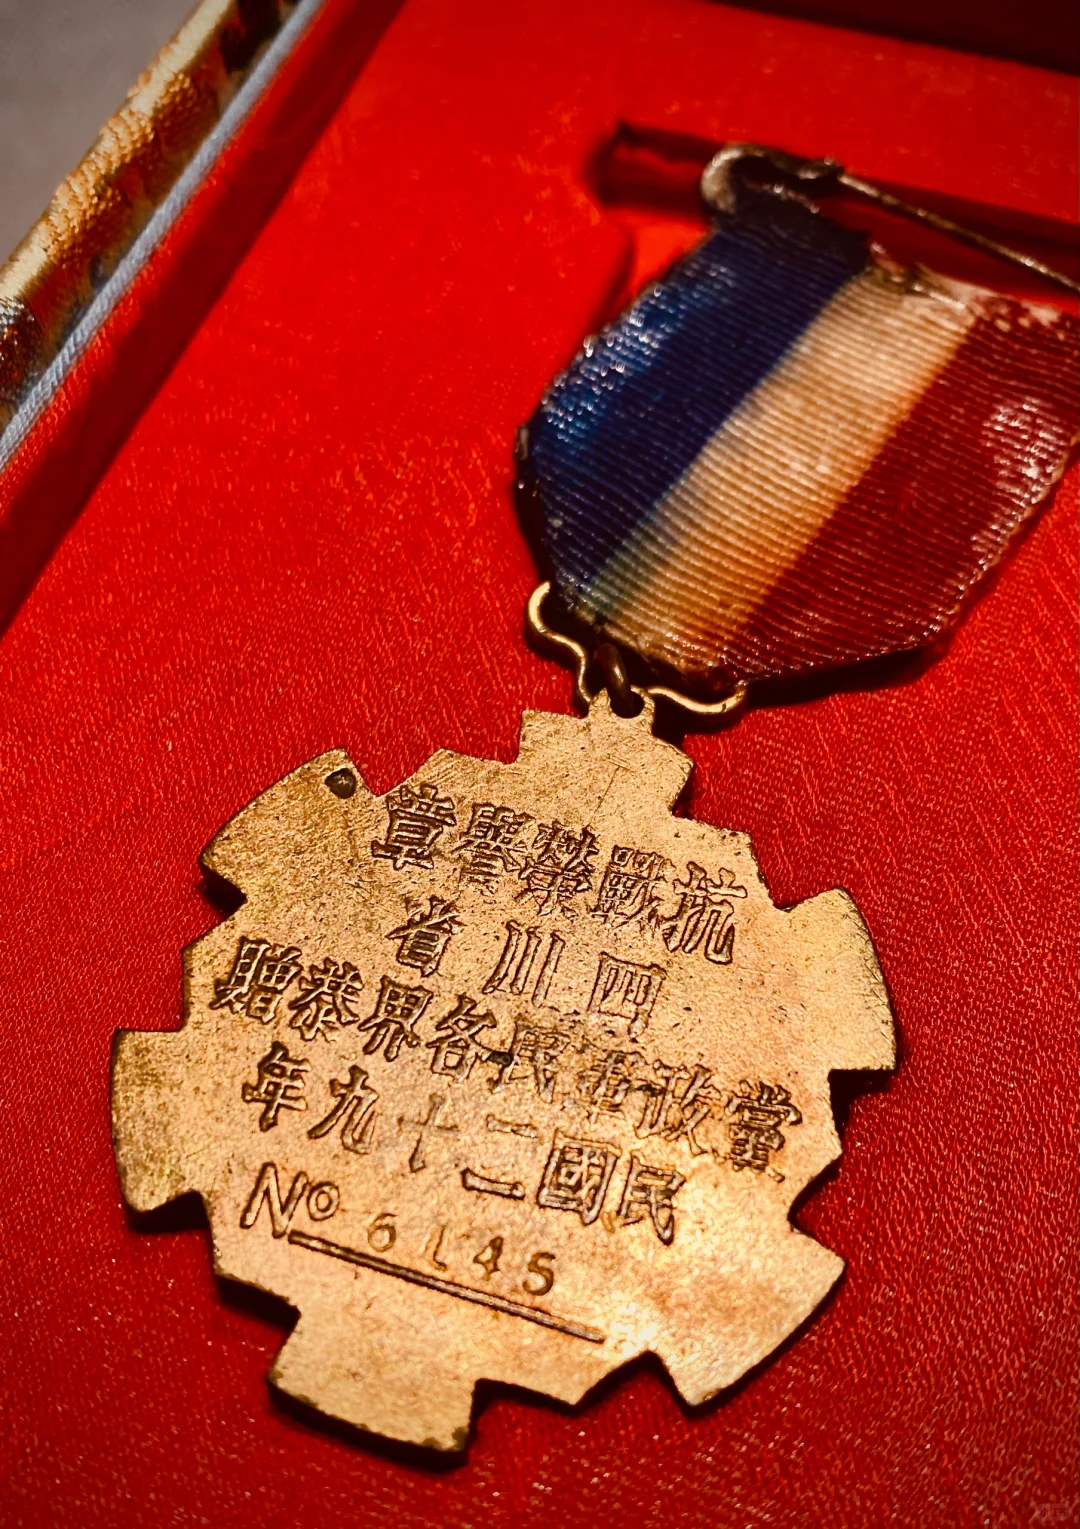 抗戰榮譽章
四川省
黨政軍民各界恭贈
民國二十九年
No 6145